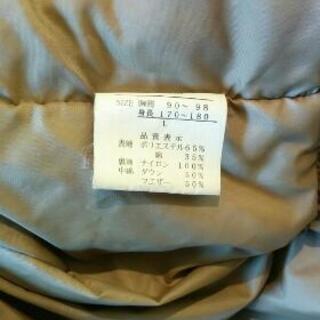 SIZE 胸囲 90~98
身長 170~180
L
品質表示
表地 ポリエステル65%
綿 35%
裏地 ナイロン 100%
中綿 ダウン 50%
フエザー 50%